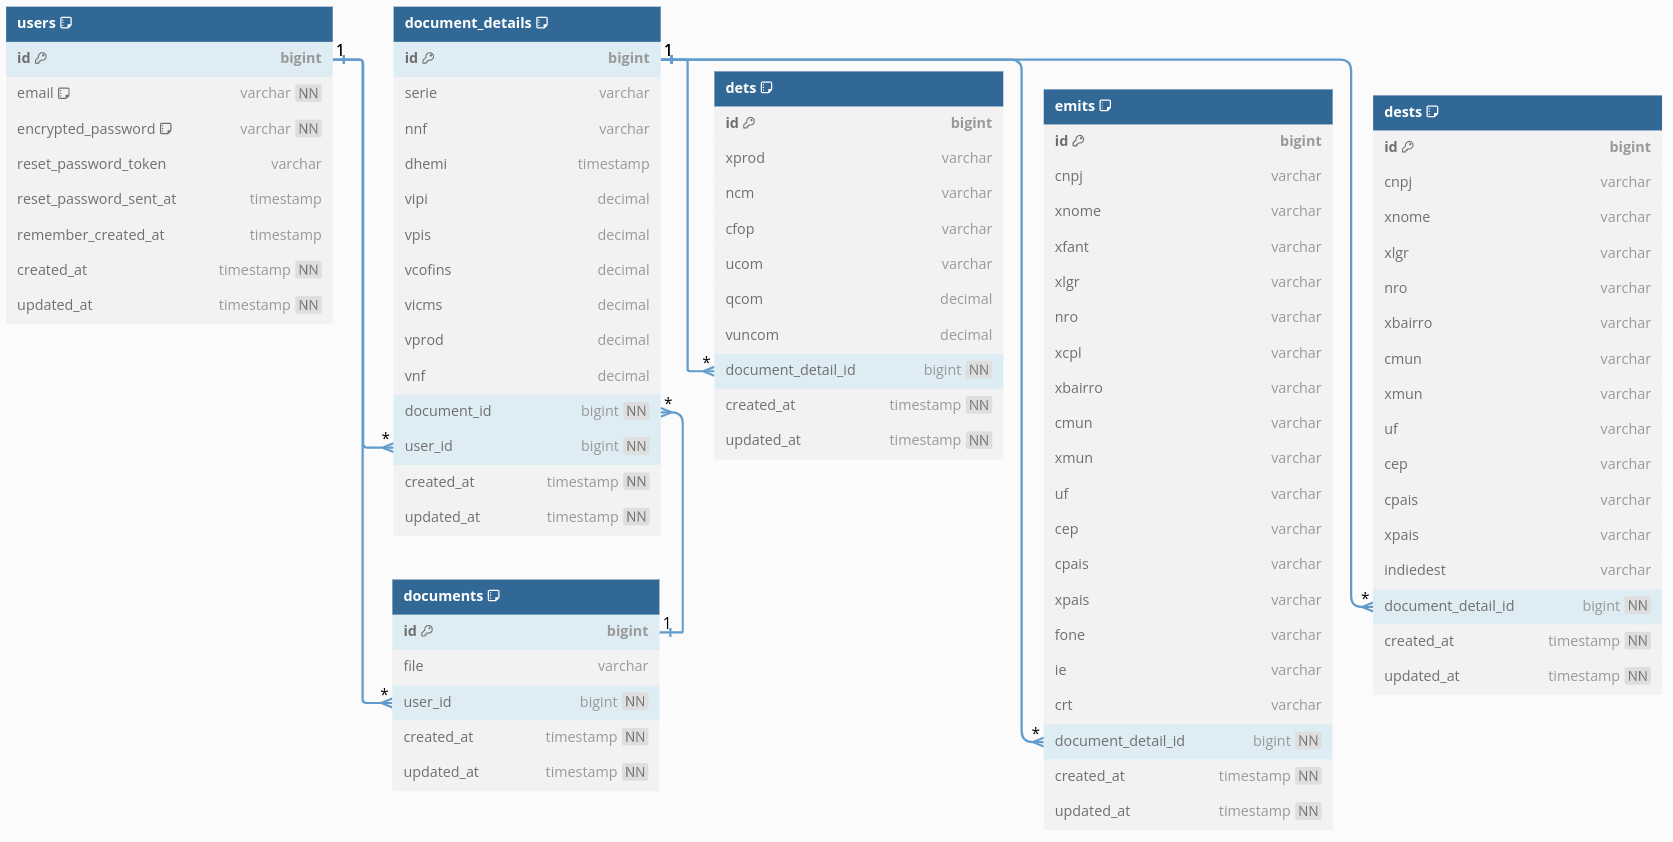 users
id bigint
email varchar NN
encrypted_password varchar NN
reset_password_token varchar
reset_password_sent_at timestamp
remember_created_at timestamp
created_at timestamp NN
updated_at timestamp NN
1
document_details
id bigint
serie varchar
nnf varchar
dhemi timestamp
vipi decimal
vpis decimal
vcofins decimal
vicms decimal
vprod decimal
vnf decimal
document_id bigint NN
*
* user_id bigint NN
created_at timestamp NN
updated_at timestamp NN
1
documents
id bigint
1
file varchar
* user_id bigint NN
created_at timestamp NN
updated_at timestamp NN
dets
id bigint
xprod varchar
ncm varchar
cfop varchar
ucom varchar
qcom decimal
vuncom decimal
* document_detail_id bigint NN
created_at timestamp NN
updated_at timestamp NN
emits
id bigint
cnpj varchar
xnome varchar
xfant varchar
xlgr varchar
nro varchar
xcpl varchar
xbairro varchar
cmun varchar
xmun varchar
uf varchar
cep varchar
cpais varchar
xpais varchar
fone varchar
ie varchar
crt varchar
* document_detail_id bigint NN
created_at timestamp NN
updated_at timestamp NN
dests
id bigint
cnpj varchar
xnome varchar
xlgr varchar
nro varchar
xbairro varchar
cmun varchar
xmun varchar
uf varchar
cep varchar
cpais varchar
xpais varchar
indiedest varchar
* document_detail_id bigint NN
created_at timestamp NN
updated_at timestamp NN